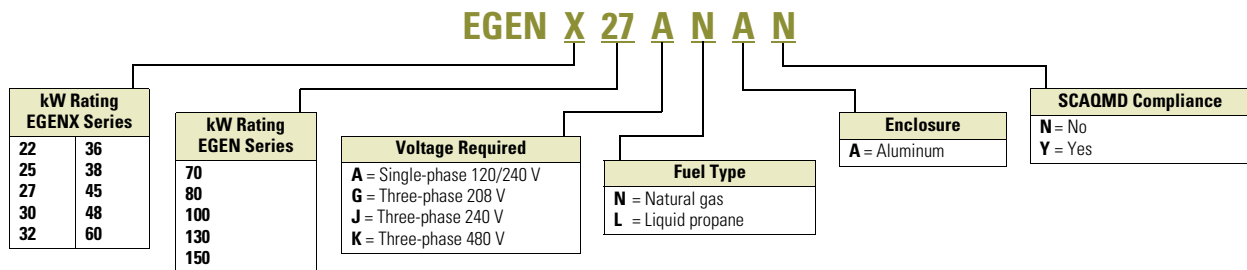 EGEN X 27 A N A N
kW Rating
EGENX Series
22 36
25 38
27 45
30 48
32 60
kW Rating
EGEN Series
70
80
100
130
150
Voltage Required
A = Single-phase 120/240 V
G = Three-phase 208 V
J = Three-phase 240 V
K = Three-phase 480 V
Fuel Type
N = Natural gas
L = Liquid propane
Enclosure
A = Aluminum
SCAQMD Compliance
N = No
Y = Yes